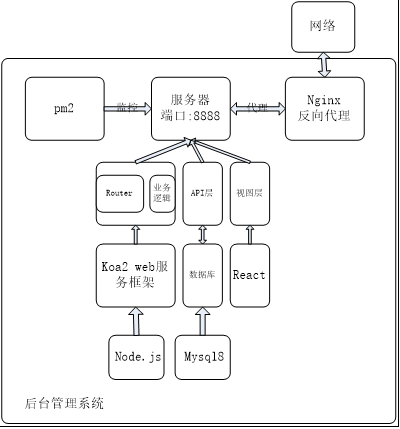 网络
pm2
监控
服务器
端口:8888
代理
Nginx
反向代理
Router
业务
逻辑
API层
视图层
Koa2 web服
务框架
数据库
React
Node.js
Mysql8
后台管理系统